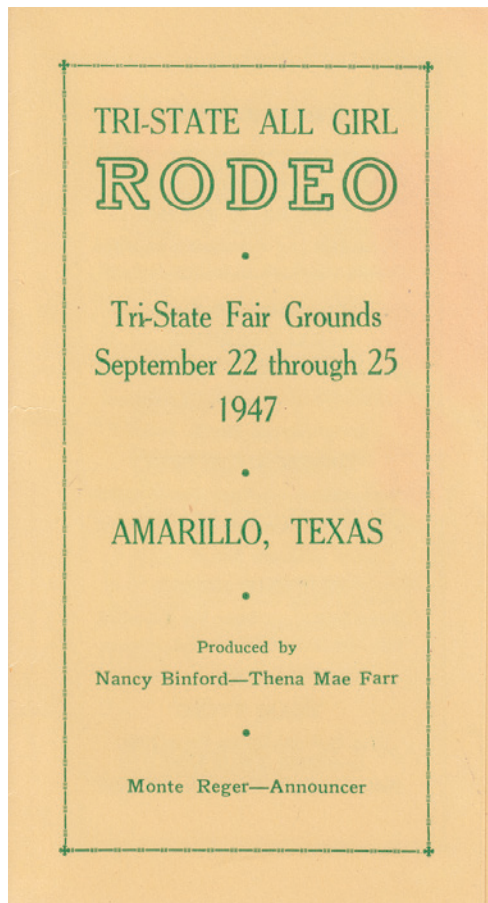 TRI-STATE ALL GIRL
RODEO
Tri-State Fair Grounds
September 22 through 25
1947
AMARILLO, TEXAS
Produced by
Nancy Binford—Thena Mae Farr
Monte Reger—Announcer